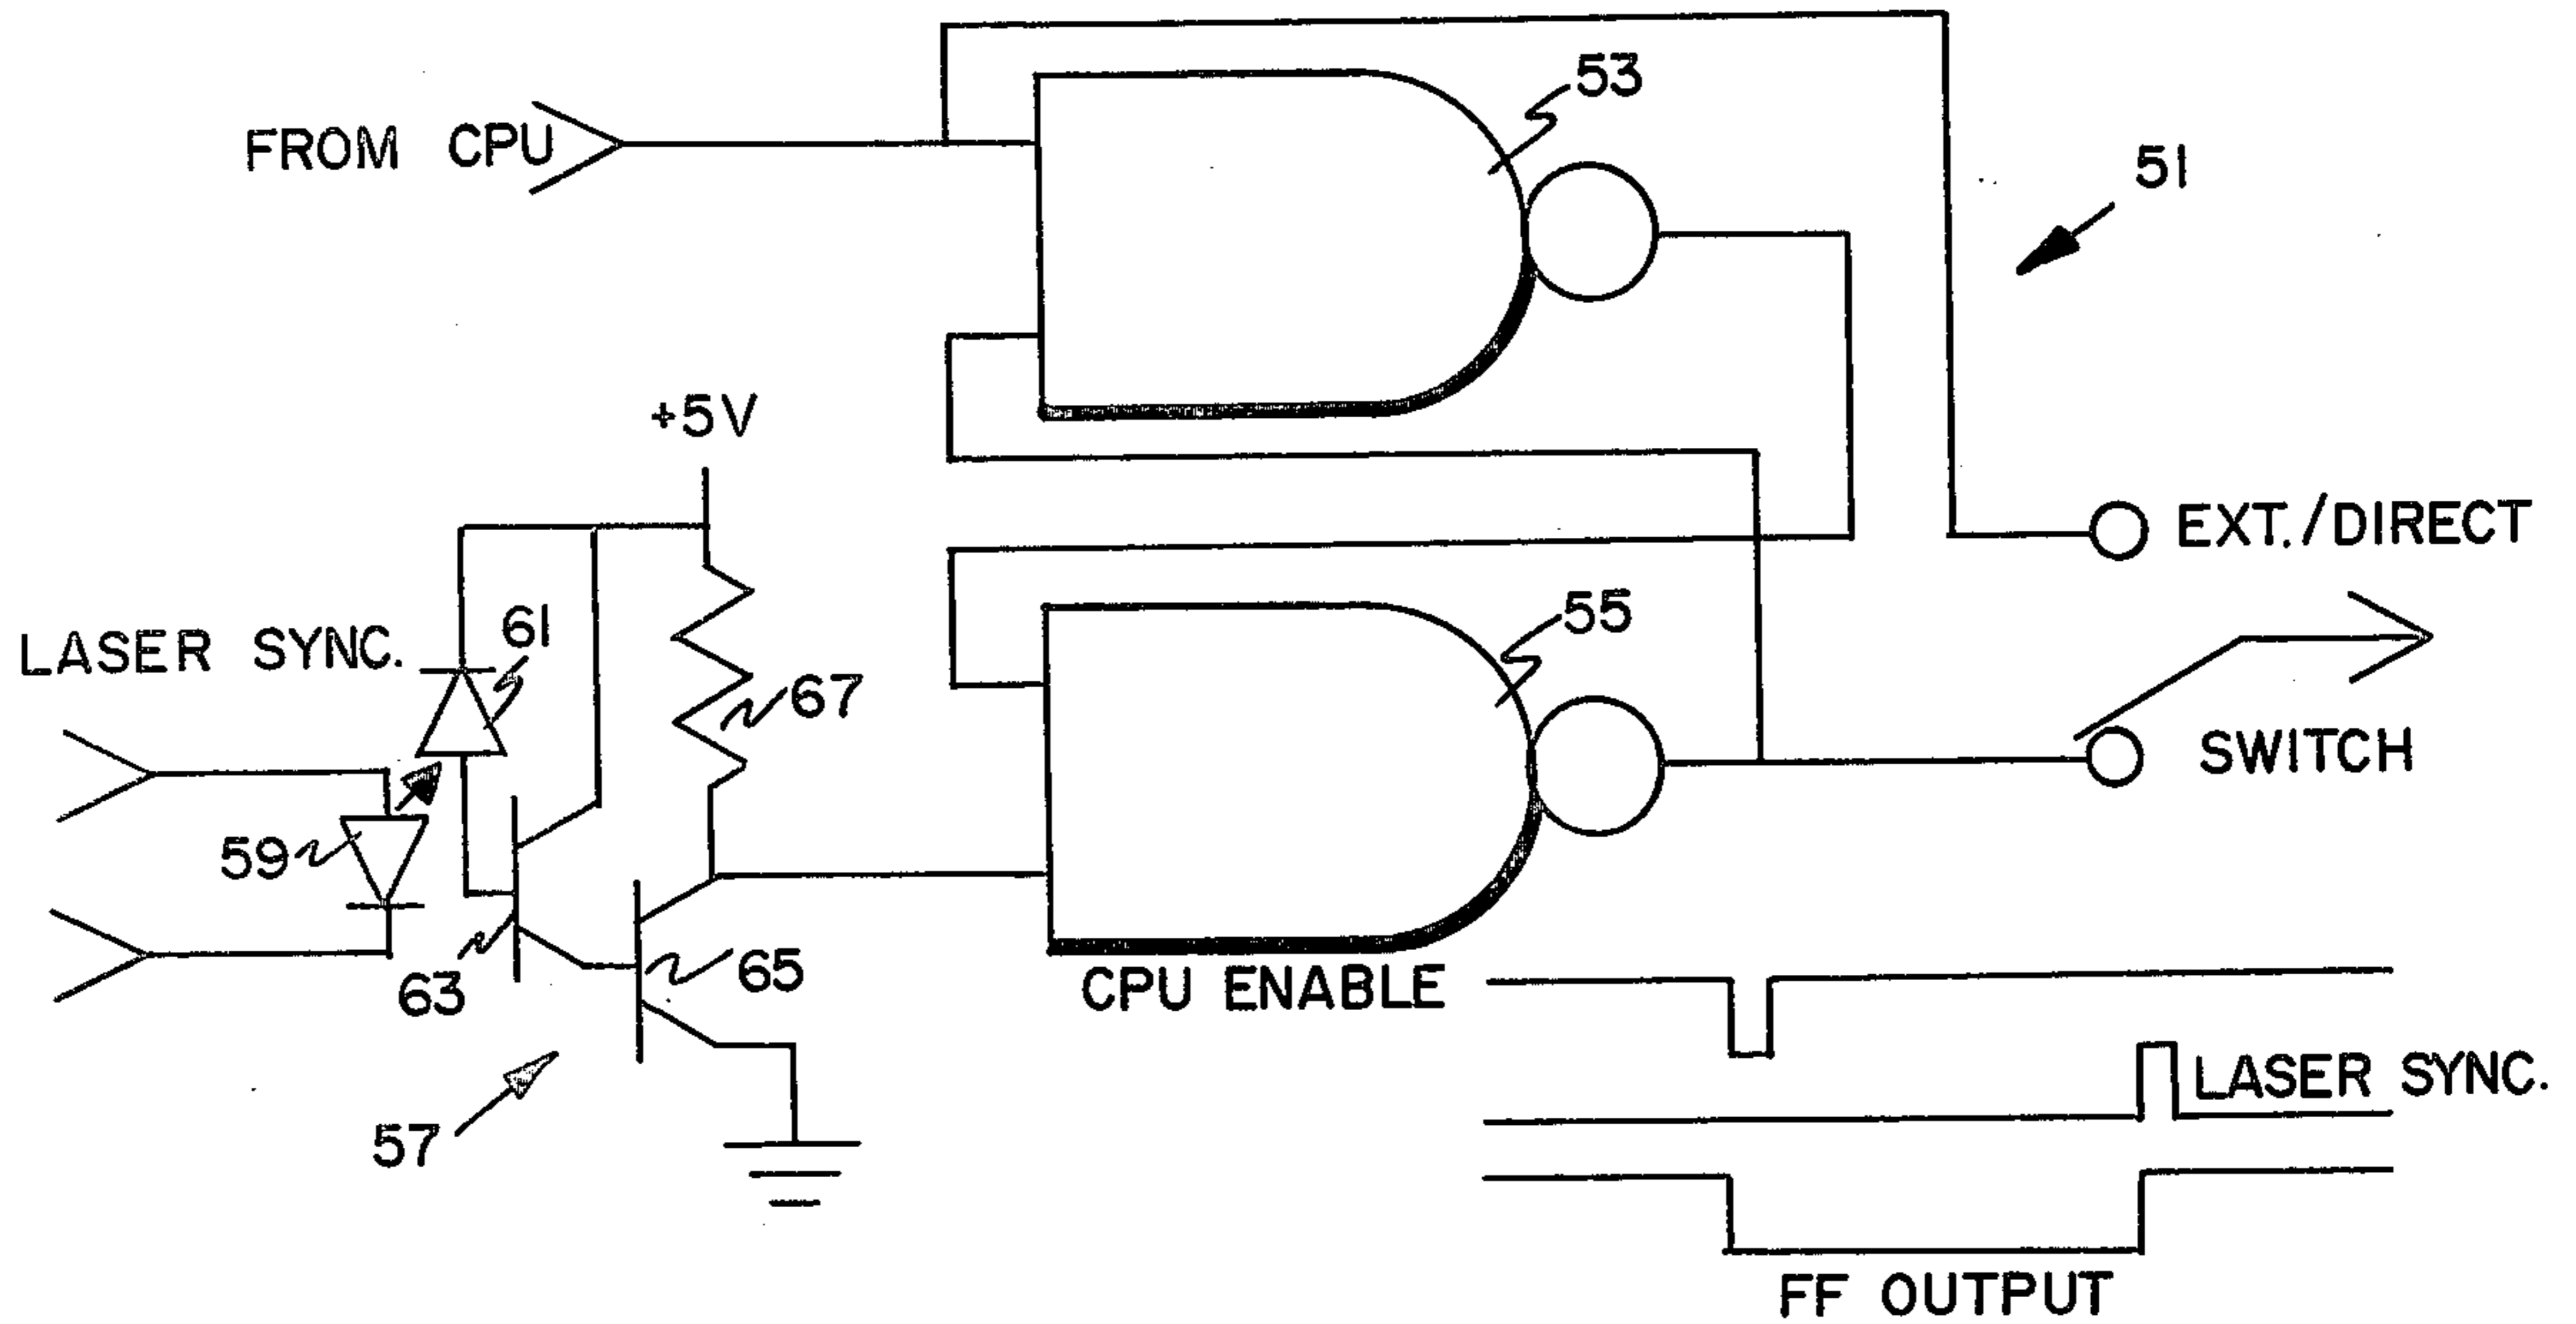 53
FROM CPU
51
+5V
EXT./DIRECT
61
55
LASER SYNC.
67
SWITCH
59
63
65
CPU ENABLE
57
LASER SYNC.
FF OUTPUT